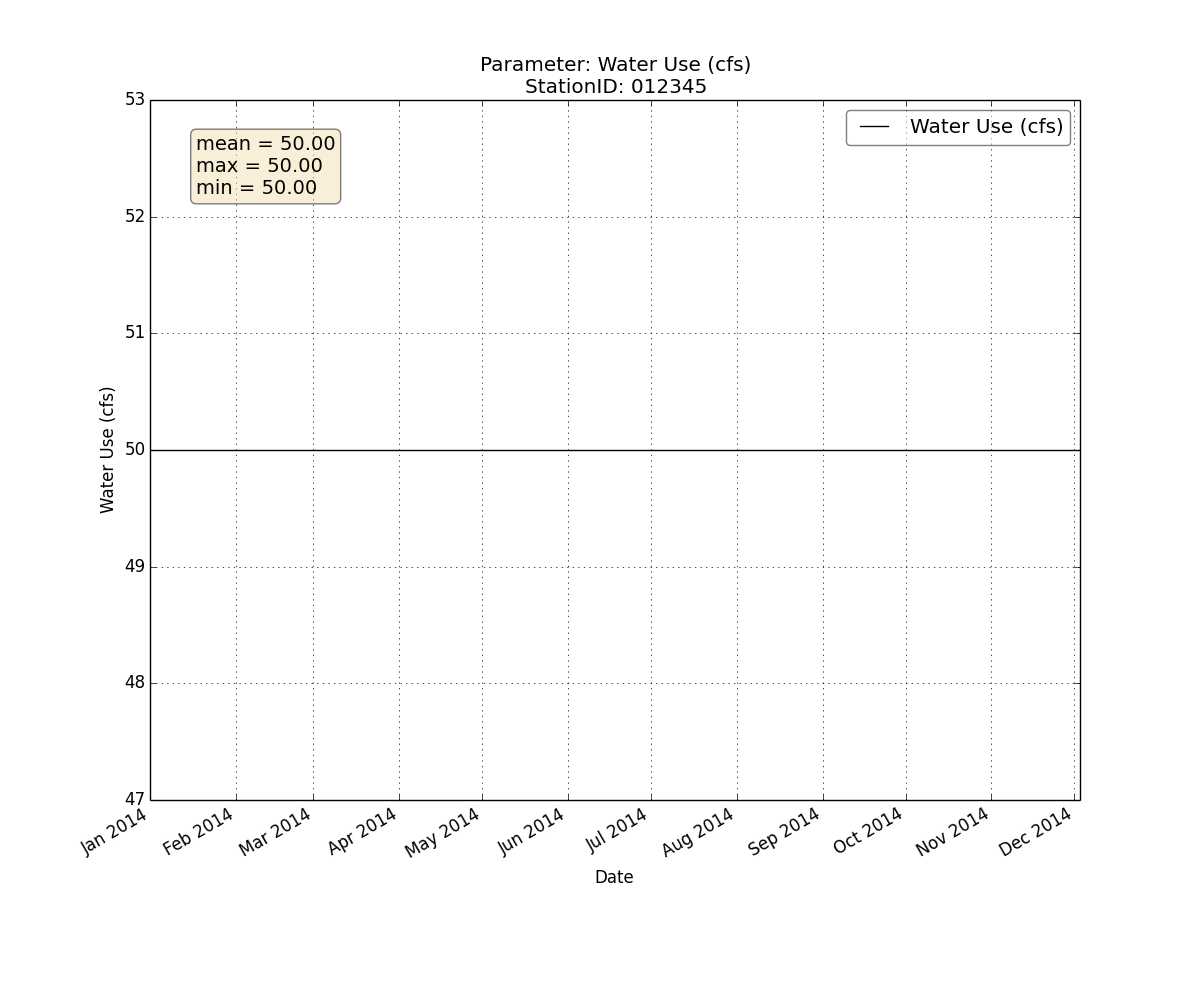 Parameter: Water Use (cfs)
StationID: 012345
53
52
51
50
49
48
47
mean = 50.00
max = 50.00
min = 50.00
Water Use (cfs)
Water Use (cfs)
Jan 2014
Feb 2014
Mar 2014
Apr 2014
May 2014
Jun 2014
Jul 2014
Aug 2014
Sep 2014
Oct 2014
Nov 2014
Dec 2014
Date